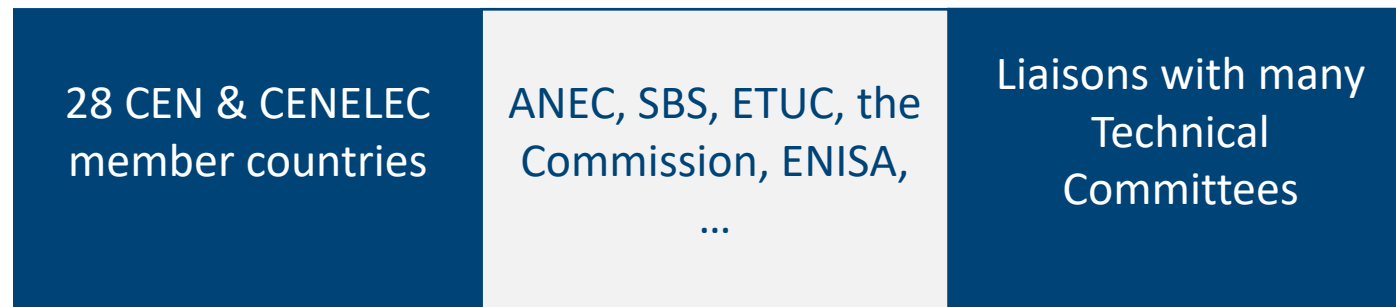 28 CEN & CENELEC
member countries
ANEC, SBS, ETUC, the
Commission, ENISA,
...
Liaisons with many
Technical
Committees